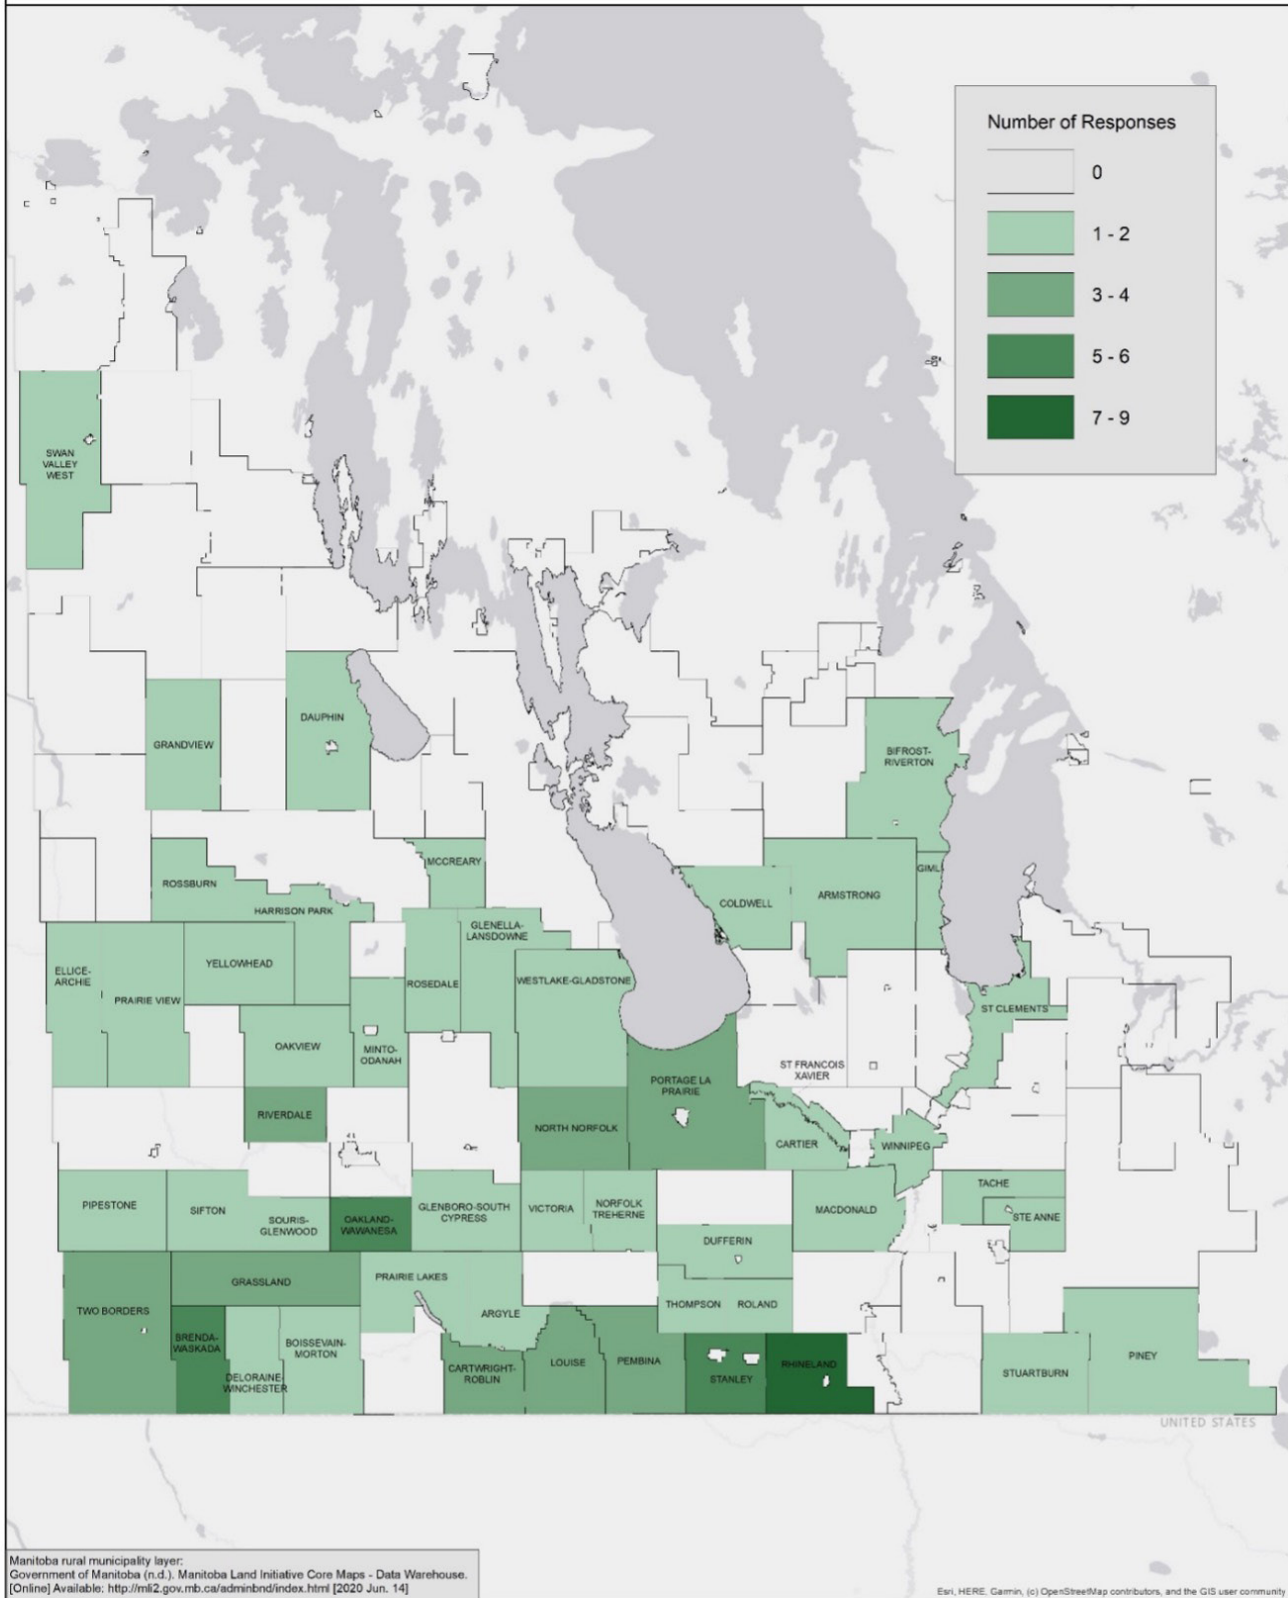 Number of Responses
0
1 - 2
3 - 4
5 - 6
7 - 9
SWAN
VALLEY
WEST
DAUPHIN
GRANDVIEW
BIFROST-
RIVERTON
MCCREARY
GIMLI
ROSSBURN
ARMSTRONG
COLDWELL
HARRISON PARK
GLENELLA-
LANSDOWNE
YELLOWHEAD
ELLICE-
ARCHIE
ROSEDALE
WESTLAKE-GLADSTONE
PRAIRIE VIEW
ST CLEMENTS
OAKVIEW
MINTO-
ODANAH
ST FRANCOIS
XAVIER
PORTAGE LA
PRAIRIE
RIVERDALE
NORTH NORFOLK
CARTIER
WINNIPEG
TACHE
PIPESTONE
SIFTON
SOURIS-
GLENWOOD
OAKLAND-
WAWANESA
GLENBORO-SOUTH
CYPRESS
VICTORIA
NORFOLK
TREHERNE
MACDONALD
STE ANNE
DUFFERIN
GRASSLAND
PRAIRIE LAKES
TWO BORDERS
ARGYLE
THOMPSON
ROLAND
BRENDA-
WASKADA
BOISSEVAIN-
MORTON
DELORAINE-
WINCHESTER
CARTWRIGHT-
ROBLIN
LOUISE
PEMBINA
STANLEY
RHINELAND
STUARTBURN
PINEY
UNITED STATES
Manitoba rural municipality layer:
Government of Manitoba (n.d.). Manitoba Land Initiative Core Maps - Data Warehouse.
[Online] Available: http://mli2.gov.mb.ca/adminbnd/index.html [2020 Jun. 14]
Esri, HERE, Garmin, (c) OpenStreetMap contributors, and the GIS user community